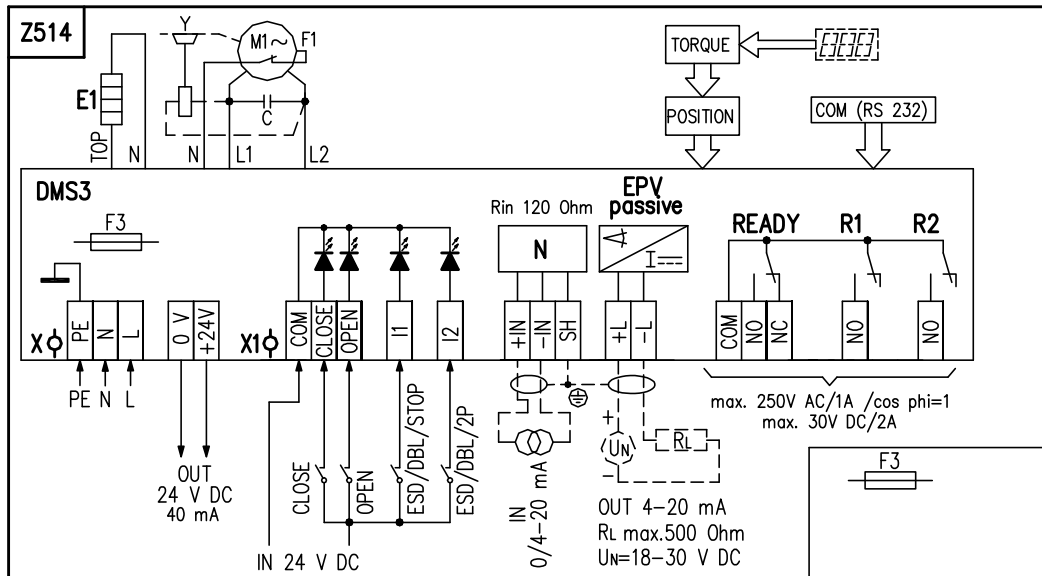 Z514
Y
M1~
F1
E1
C
TOP
N
N
L1
L2
TORQUE
POSITION
COM (RS 232)
DMS3
F3
Rin 120 Ohm
N
EPV
passive
READY
R1
R2
X
PE
N
L
0 V
+24V
X1
COM
CLOSE
OPEN
I1
I2
+IN
-IN
SH
+L
-L
COM
NO
NC
NO
NO
PE N L
OUT
24 V DC
40 mA
CLOSE
OPEN
ESD/DBL/STOP
ESD/DBL/2P
IN 24 V DC
IN
0/4-20 mA
+
UN
-
RL
OUT 4-20 mA
RL max.500 Ohm
UN=18-30 V DC
max. 250V AC/1A /cos phi=1
max. 30V DC/2A
F3